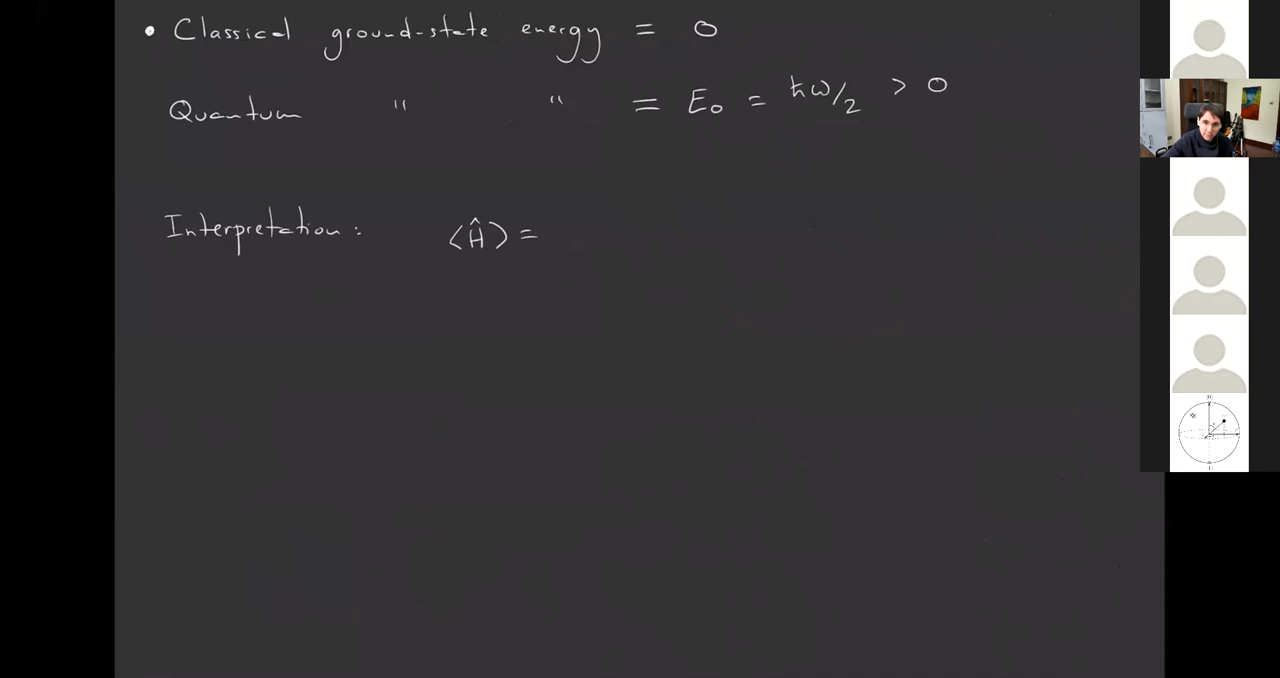 • Classical ground-state energy = 0
Quantum " " = E₀ = ħω/2 > 0
Interpretation: ⟨Ĥ⟩ =